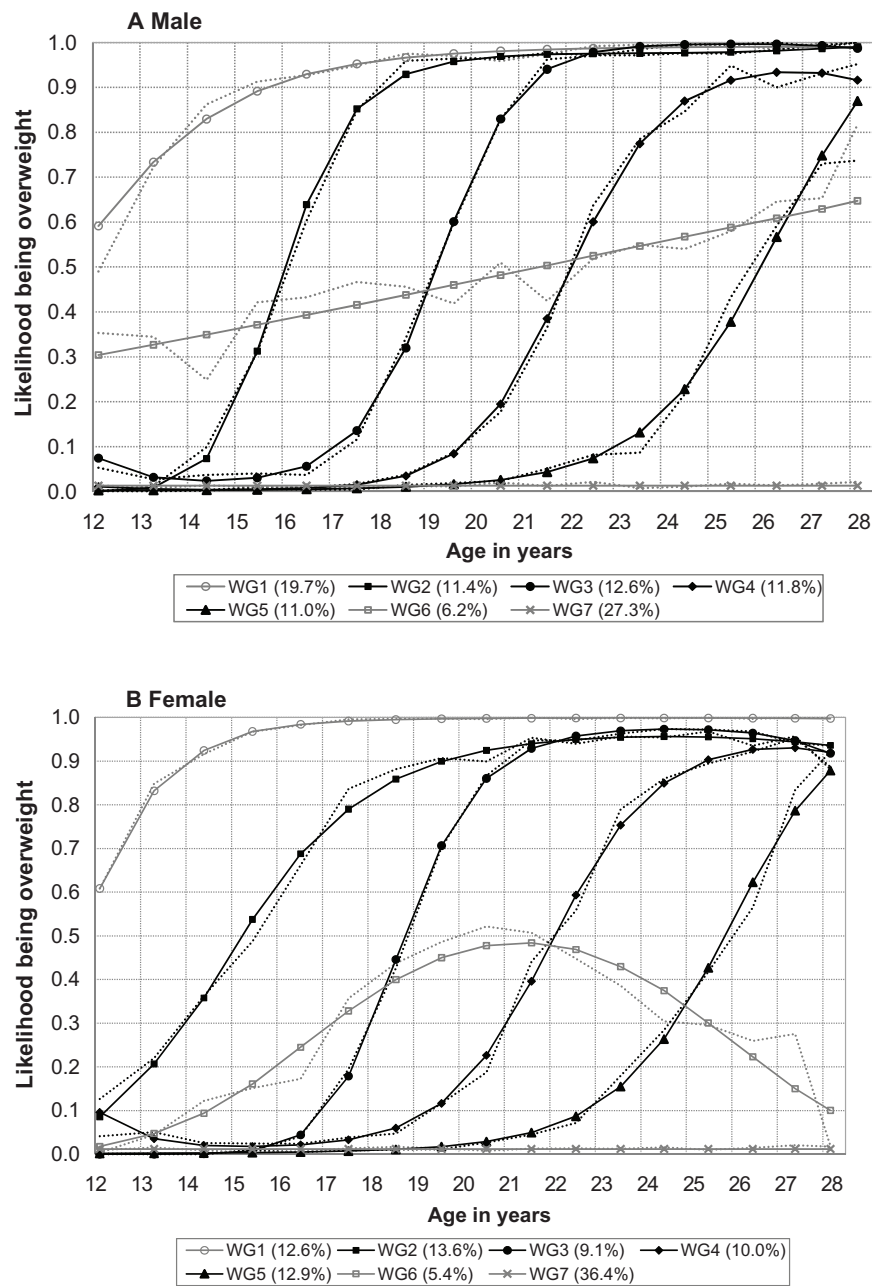 A Male
Likelihood being overweight
1.0
0.9
0.8
0.7
0.6
0.5
0.4
0.3
0.2
0.1
0.0
12 13 14 15 16 17 18 19 20 21 22 23 24 25 26 27 28
Age in years
WG1 (19.7%) WG2 (11.4%) WG3 (12.6%) WG4 (11.8%)
WG5 (11.0%) WG6 (6.2%) WG7 (27.3%)
B Female
Likelihood being overweight
1.0
0.9
0.8
0.7
0.6
0.5
0.4
0.3
0.2
0.1
0.0
12 13 14 15 16 17 18 19 20 21 22 23 24 25 26 27 28
Age in years
WG1 (12.6%) WG2 (13.6%) WG3 (9.1%) WG4 (10.0%)
WG5 (12.9%) WG6 (5.4%) WG7 (36.4%)